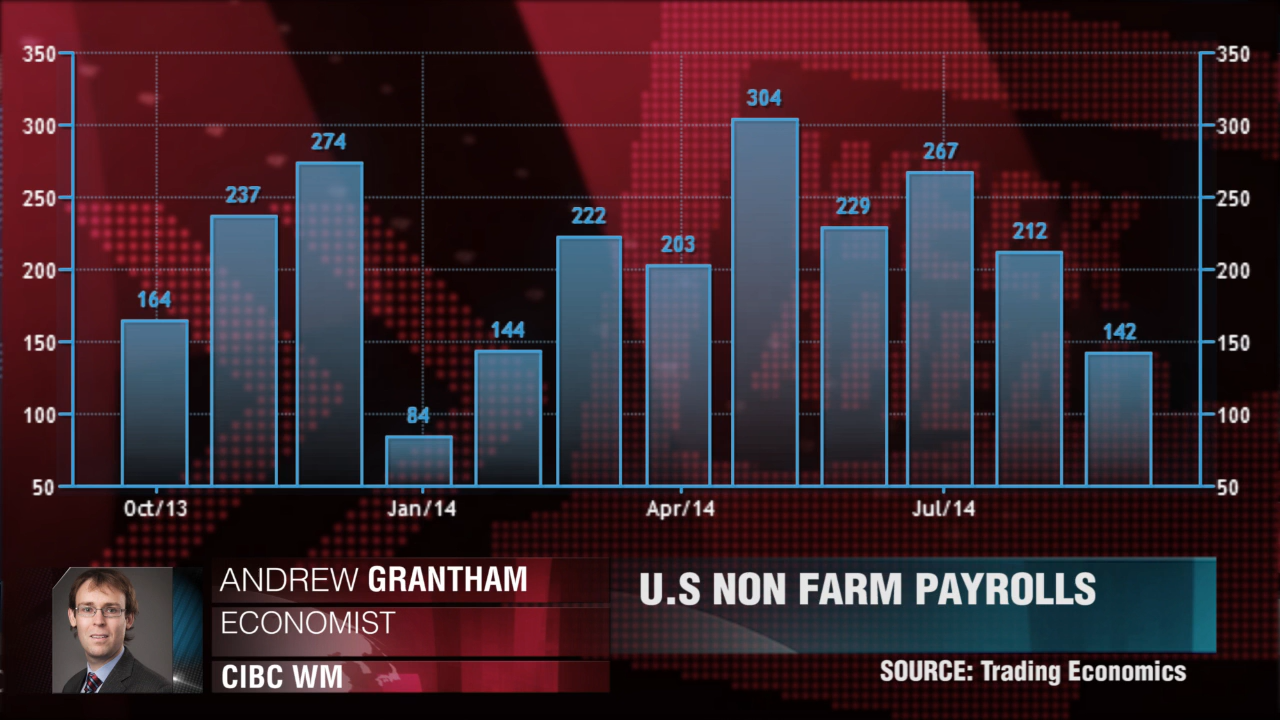 350 350
304
300 300
274
267
250 237 250
229
222
212
203
200 200
164
150 144 142 150
100 84 100
50 50
Oct/13 Jan/14 Apr/14 Jul/14
ANDREW GRANTHAM
ECONOMIST
CIBC WM
U.S NON FARM PAYROLLS
SOURCE: Trading Economics